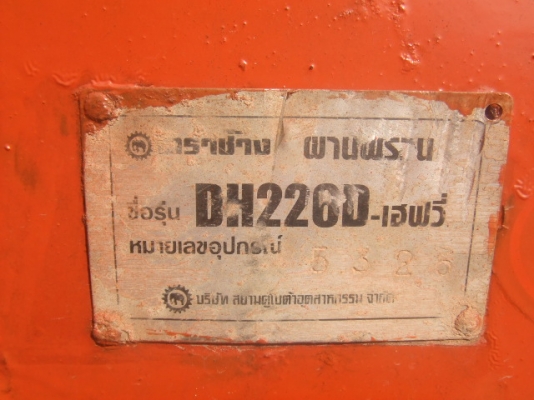 ตราช้าง ผานพรวน
ชื่อรุ่น DH226D-เฮฟวี่
หมายเลขอุปกรณ์ 5326
บริษัท สยามคูโบต้าอุตสาหกรรม จำกัด